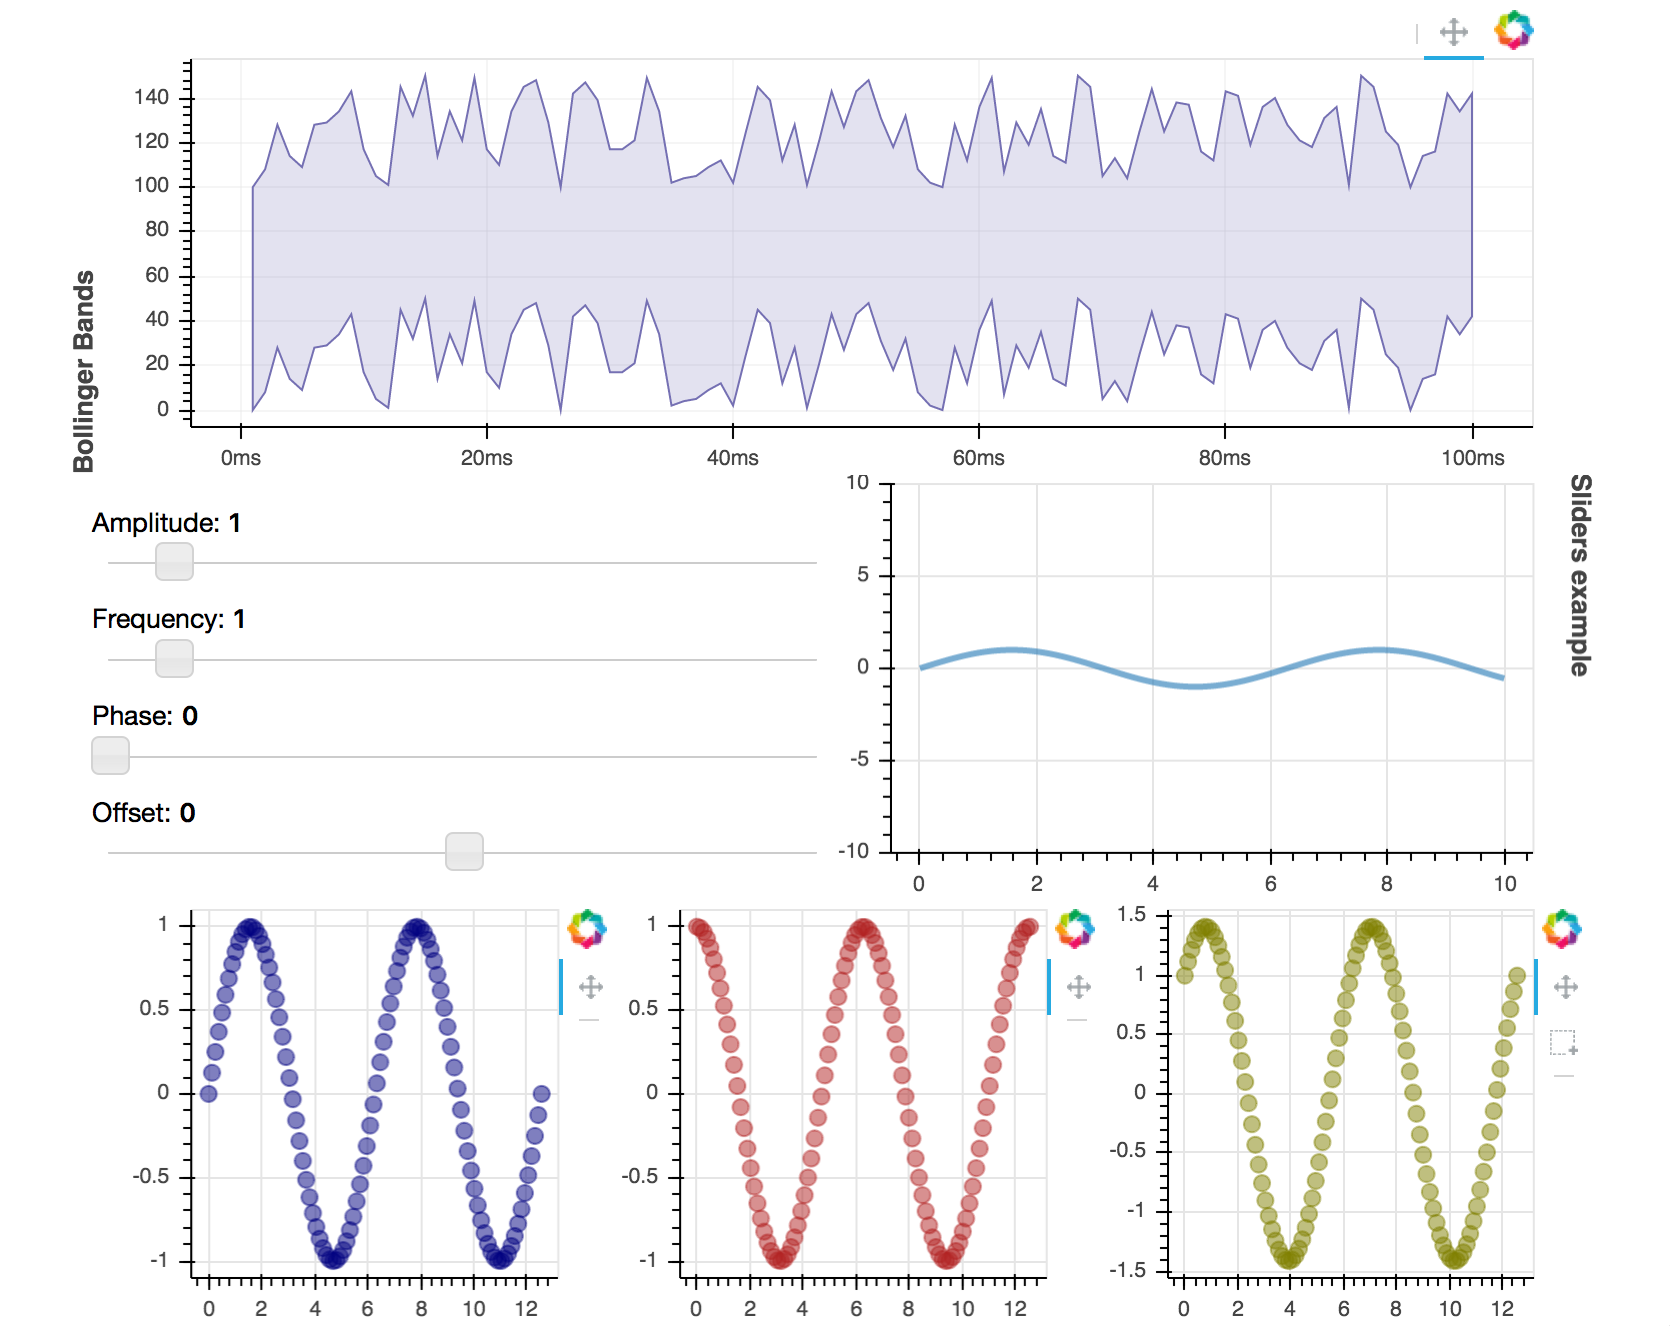 Bollinger Bands
140
120
100
80
60
40
20
0
0ms 20ms 40ms 60ms 80ms 100ms
Amplitude: 1
Frequency: 1
Phase: 0
Offset: 0
Sliders example
10
5
0
-5
-10
0 2 4 6 8 10
1
0.5
0
-0.5
-1
0 2 4 6 8 10 12
1
0.5
0
-0.5
-1
0 2 4 6 8 10 12
1.5
1
0.5
0
-0.5
-1
-1.5
0 2 4 6 8 10 12